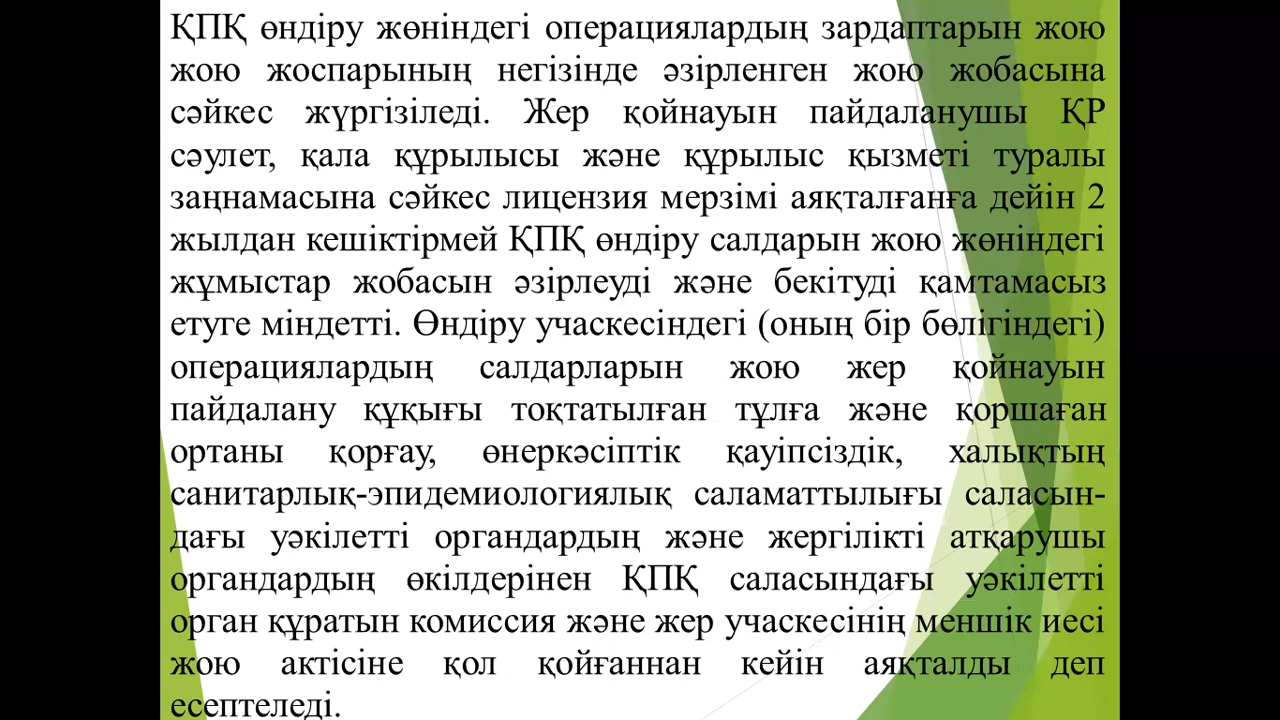 ҚПҚ өндіру жөніндегі операциялардың зардаптарын жою
жою жоспарының негізінде әзірленген жою жобасына
сәйкес жүргізіледі. Жер қойнауын пайдаланушы ҚР
сәулет, қала құрылысы және құрылыс қызметі туралы
заңнамасына сәйкес лицензия мерзімі аяқталғанға дейін 2
жылдан кешіктірмей ҚПҚ өндіру салдарын жою жөніндегі
жұмыстар жобасын әзірлеуді және бекітуді қамтамасыз
етуге міндетті. Өндіру учаскесіндегі (оның бір бөлігіндегі)
операциялардың салдарларын жою жер қойнауын
пайдалану құқығы тоқтатылған тұлға және қоршаған
ортаны қорғау, өнеркәсіптік қауіпсіздік, халықтың
санитарлық-эпидемиологиялық саламаттылығы саласын-
дағы уәкілетті органдардың және жергілікті атқарушы
органдардың өкілдерінен ҚПҚ саласындағы уәкілетті
орган құратын комиссия және жер учаскесінің меншік иесі
жою актісіне қол қойғаннан кейін аяқталды деп
есептеледі.